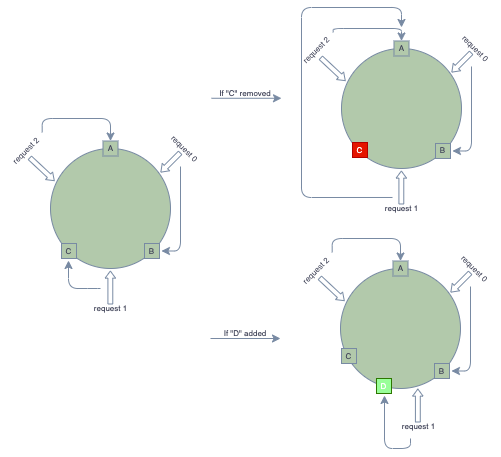 A
request 2
request 0
C
B
request 1
If "C" removed
A
request 2
request 0
C
B
request 1
If "D" added
A
request 2
request 0
C
B
D
request 1